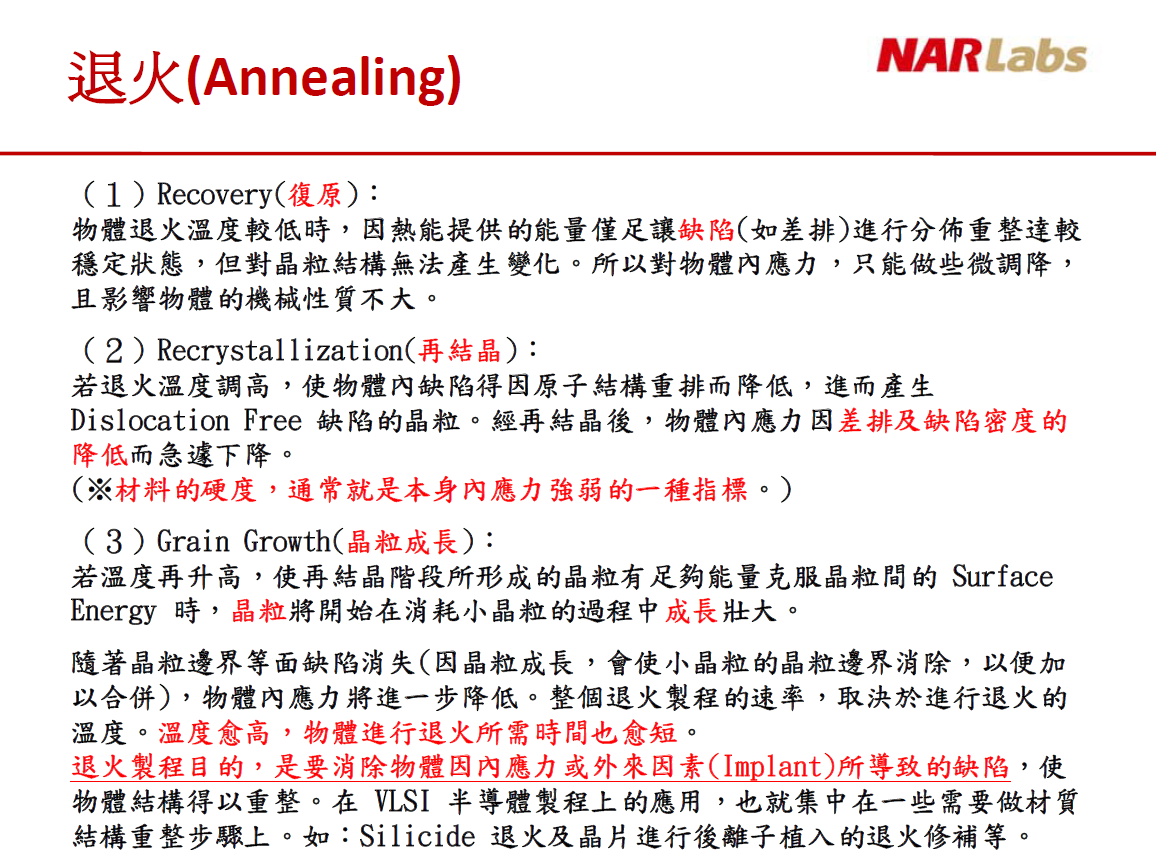 退火(Annealing)
NARLabs
（1）Recovery(復原)：
物體退火溫度較低時，因熱能提供的能量僅足讓缺陷(如差排)進行分佈重整達較
穩定狀態，但對晶粒結構無法產生變化。所以對物體內應力，只能做些微調降，
且影響物體的機械性質不大。
（2）Recrystallization(再結晶)：
若退火溫度調高，使物體內缺陷得因原子結構重排而降低，進而產生
Dislocation Free 缺陷的晶粒。經再結晶後，物體內應力因差排及缺陷密度的
降低而急遽下降。
(※材料的硬度，通常就是本身內應力強弱的一種指標。)
（3）Grain Growth(晶粒成長)：
若溫度再升高，使再結晶階段所形成的晶粒有足夠能量克服晶粒間的 Surface
Energy 時，晶粒將開始在消耗小晶粒的過程中成長壯大。
隨著晶粒邊界等面缺陷消失(因晶粒成長，會使小晶粒的晶粒邊界消除，以便加
以合併)，物體內應力將進一步降低。整個退火製程的速率，取決於進行退火的
溫度。溫度愈高，物體進行退火所需時間也愈短。
退火製程目的，是要消除物體因內應力或外來因素(Implant)所導致的缺陷，使
物體結構得以重整。在 VLSI 半導體製程上的應用，也就集中在一些需要做材質
結構重整步驟上。如：Silicide 退火及晶片進行後離子植入的退火修補等。